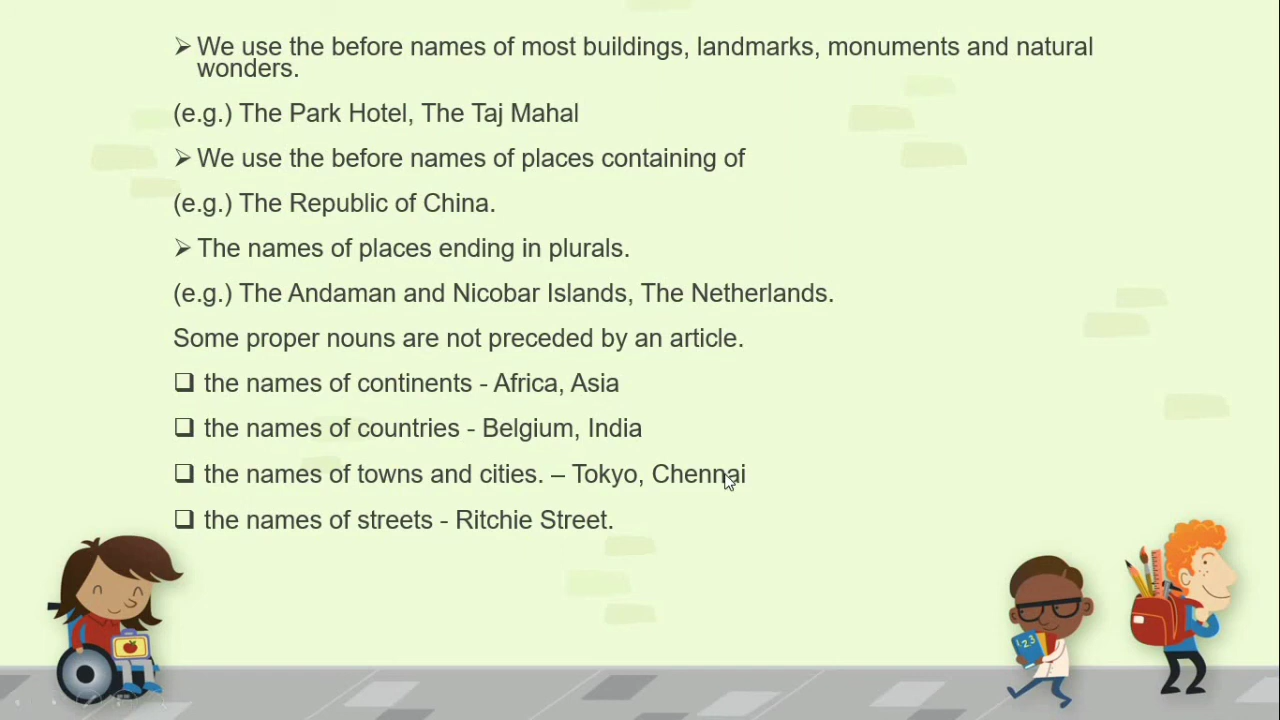 ➢ We use the before names of most buildings, landmarks, monuments and natural
wonders.
(e.g.) The Park Hotel, The Taj Mahal
➢ We use the before names of places containing of
(e.g.) The Republic of China.
➢ The names of places ending in plurals.
(e.g.) The Andaman and Nicobar Islands, The Netherlands.
Some proper nouns are not preceded by an article.
❑ the names of continents - Africa, Asia
❑ the names of countries - Belgium, India
❑ the names of towns and cities. – Tokyo, Chennai
❑ the names of streets - Ritchie Street.
123